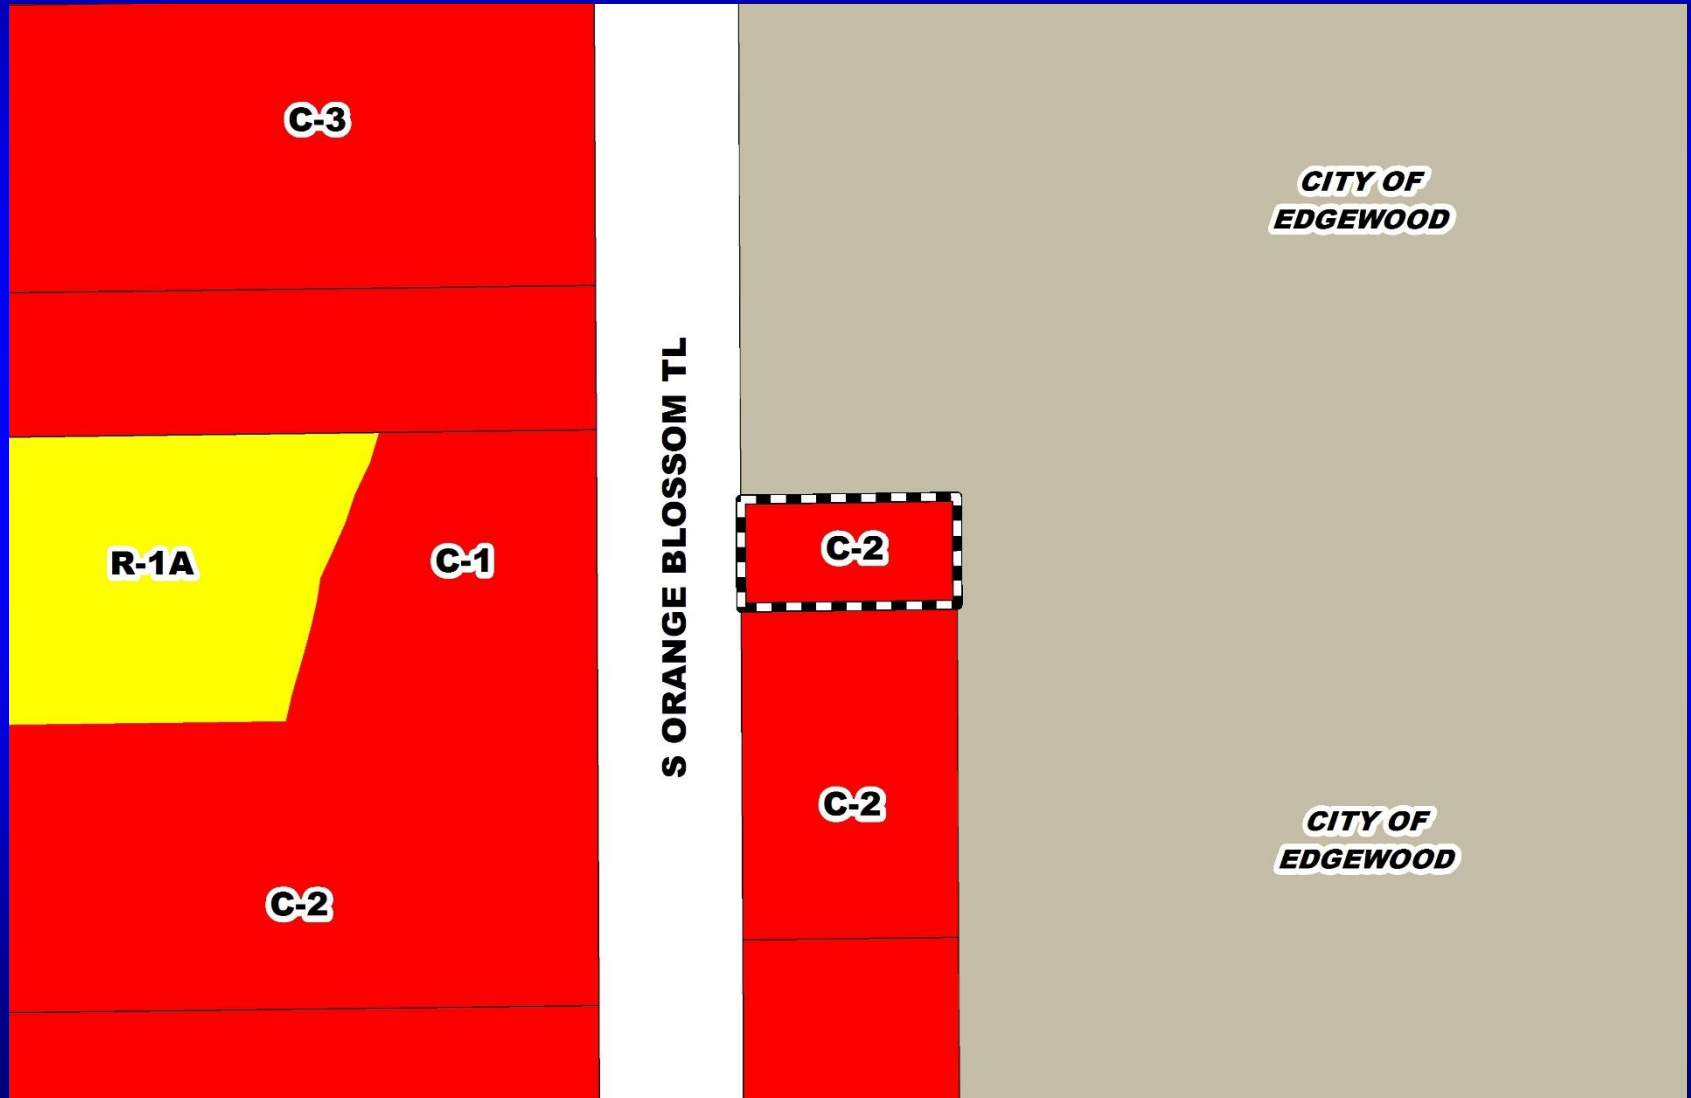 C-3
CITY OF
EDGEWOOD
S ORANGE BLOSSOM TL
R-1A
C-1
C-2
C-2
CITY OF
EDGEWOOD
C-2